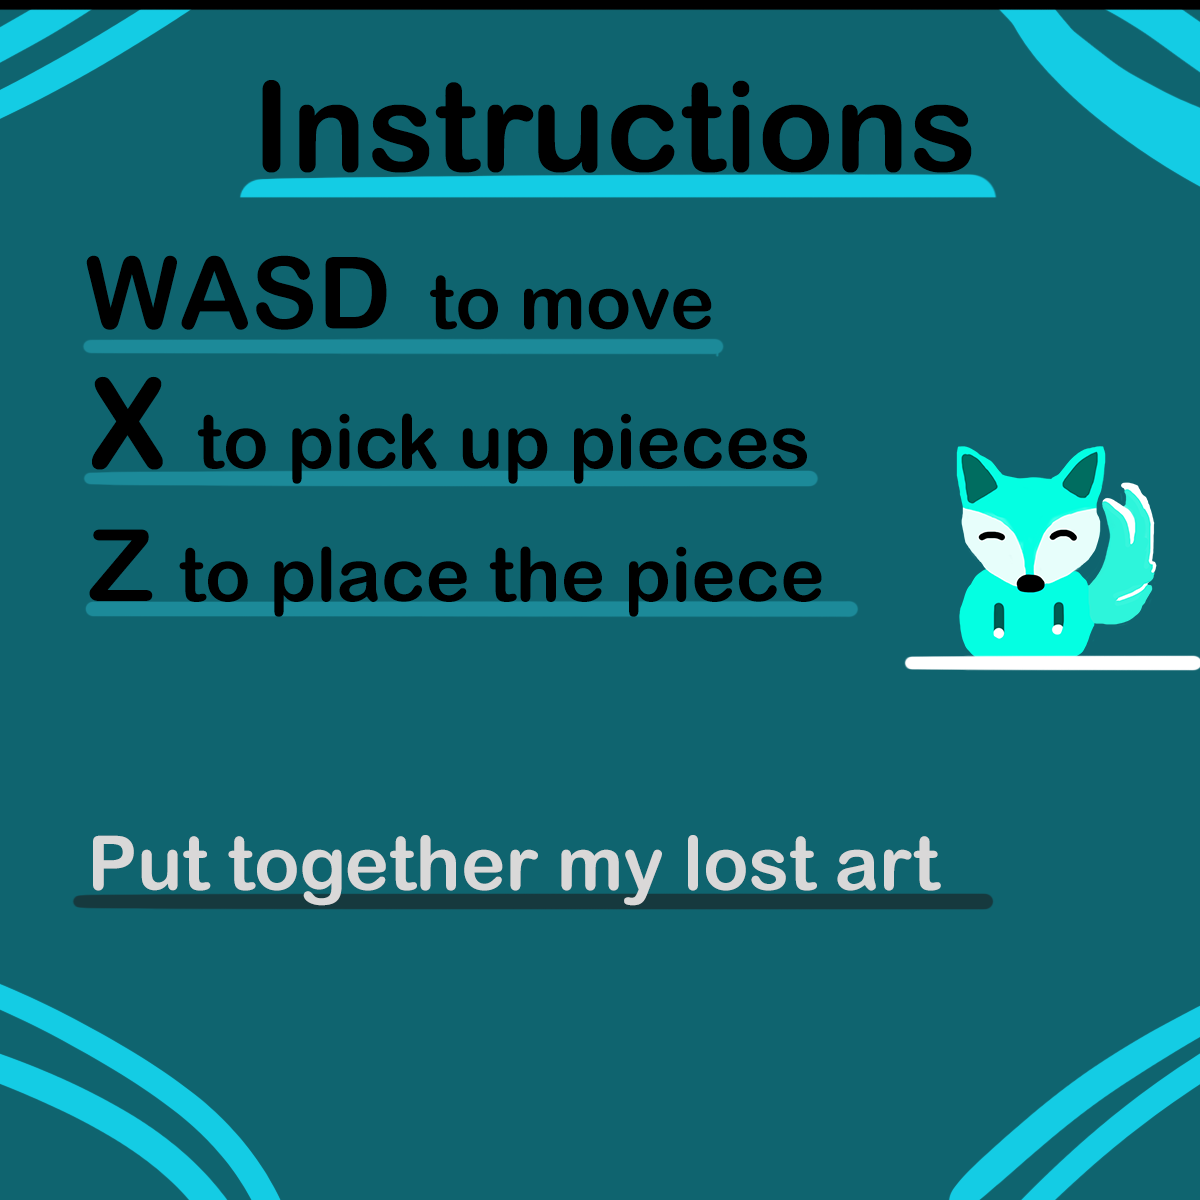 Instructions
WASD to move
X to pick up pieces
Z to place the piece
Put together my lost art